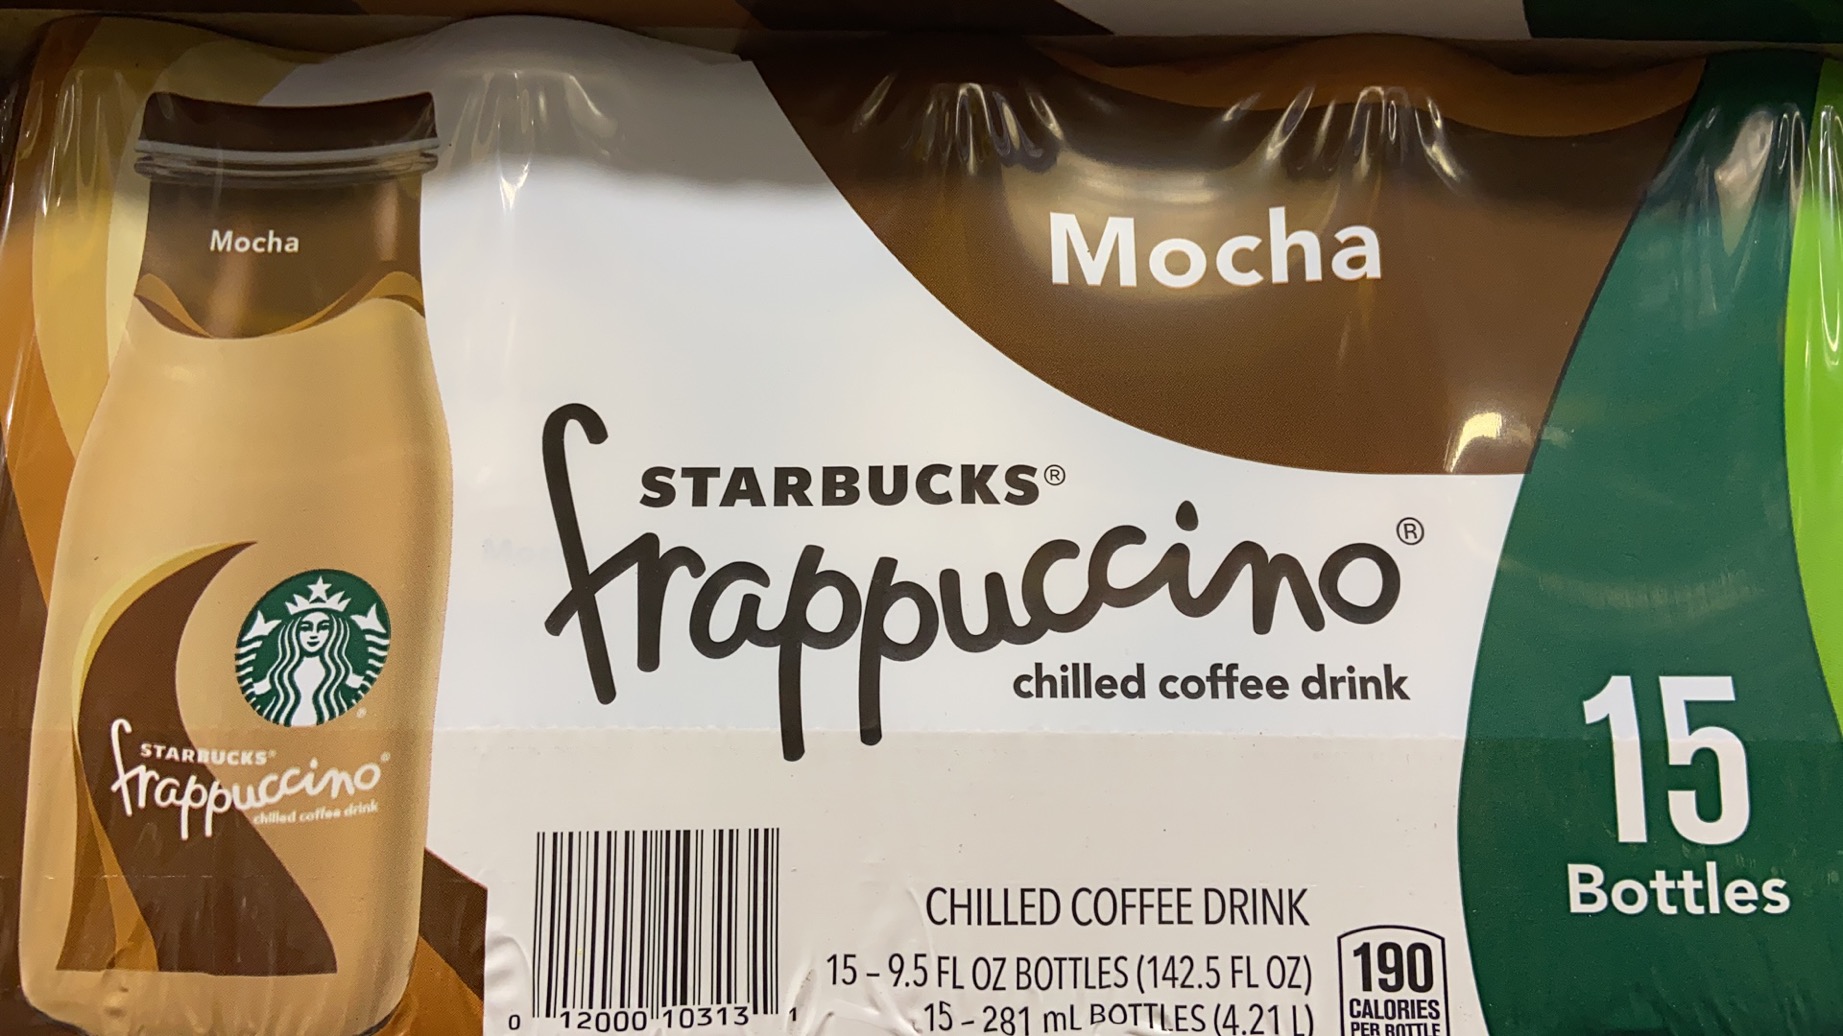 Mocha
Mocha
STARBUCKS®
frappuccino®
chilled coffee drink
STARBUCKS®
frappuccino®
chilled coffee drink
15
Bottles
CHILLED COFFEE DRINK
15 – 9.5 FL OZ BOTTLES (142.5 FL OZ)
15 – 281 mL BOTTLES (4.21 L)
190
CALORIES
PER BOTTLE
0 12000 10313 1